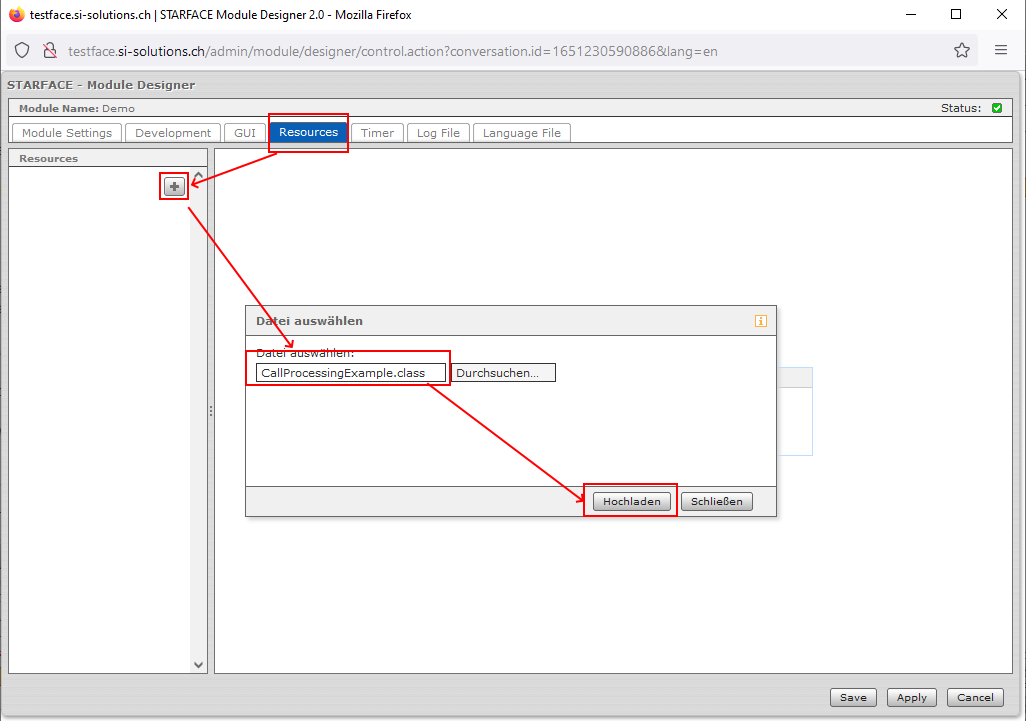 testface.si-solutions.ch | STARFACE Module Designer 2.0 - Mozilla Firefox
testface.si-solutions.ch/admin/module/designer/control.action?conversation.id=1651230590886&lang=en
STARFACE - Module Designer
Module Name: Demo Status:
Module Settings Development GUI Resources Timer Log File Language File
Resources
Datei auswählen
Datei auswählen:
CallProcessingExample.class Durchsuchen...
Hochladen Schließen
Save Apply Cancel